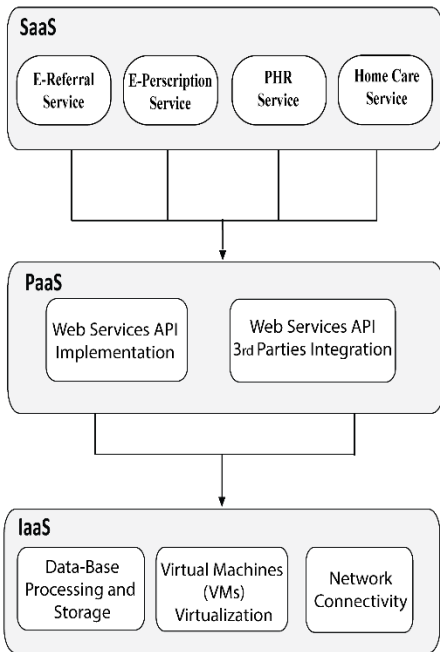 SaaS
E-Referral
Service
E-Perscription
Service
PHR
Service
Home Care
Service
PaaS
Web Services API
Implementation
Web Services API
3rd Parties Integration
IaaS
Data-Base
Processing and
Storage
Virtual Machines
(VMs)
Virtualization
Network
Connectivity